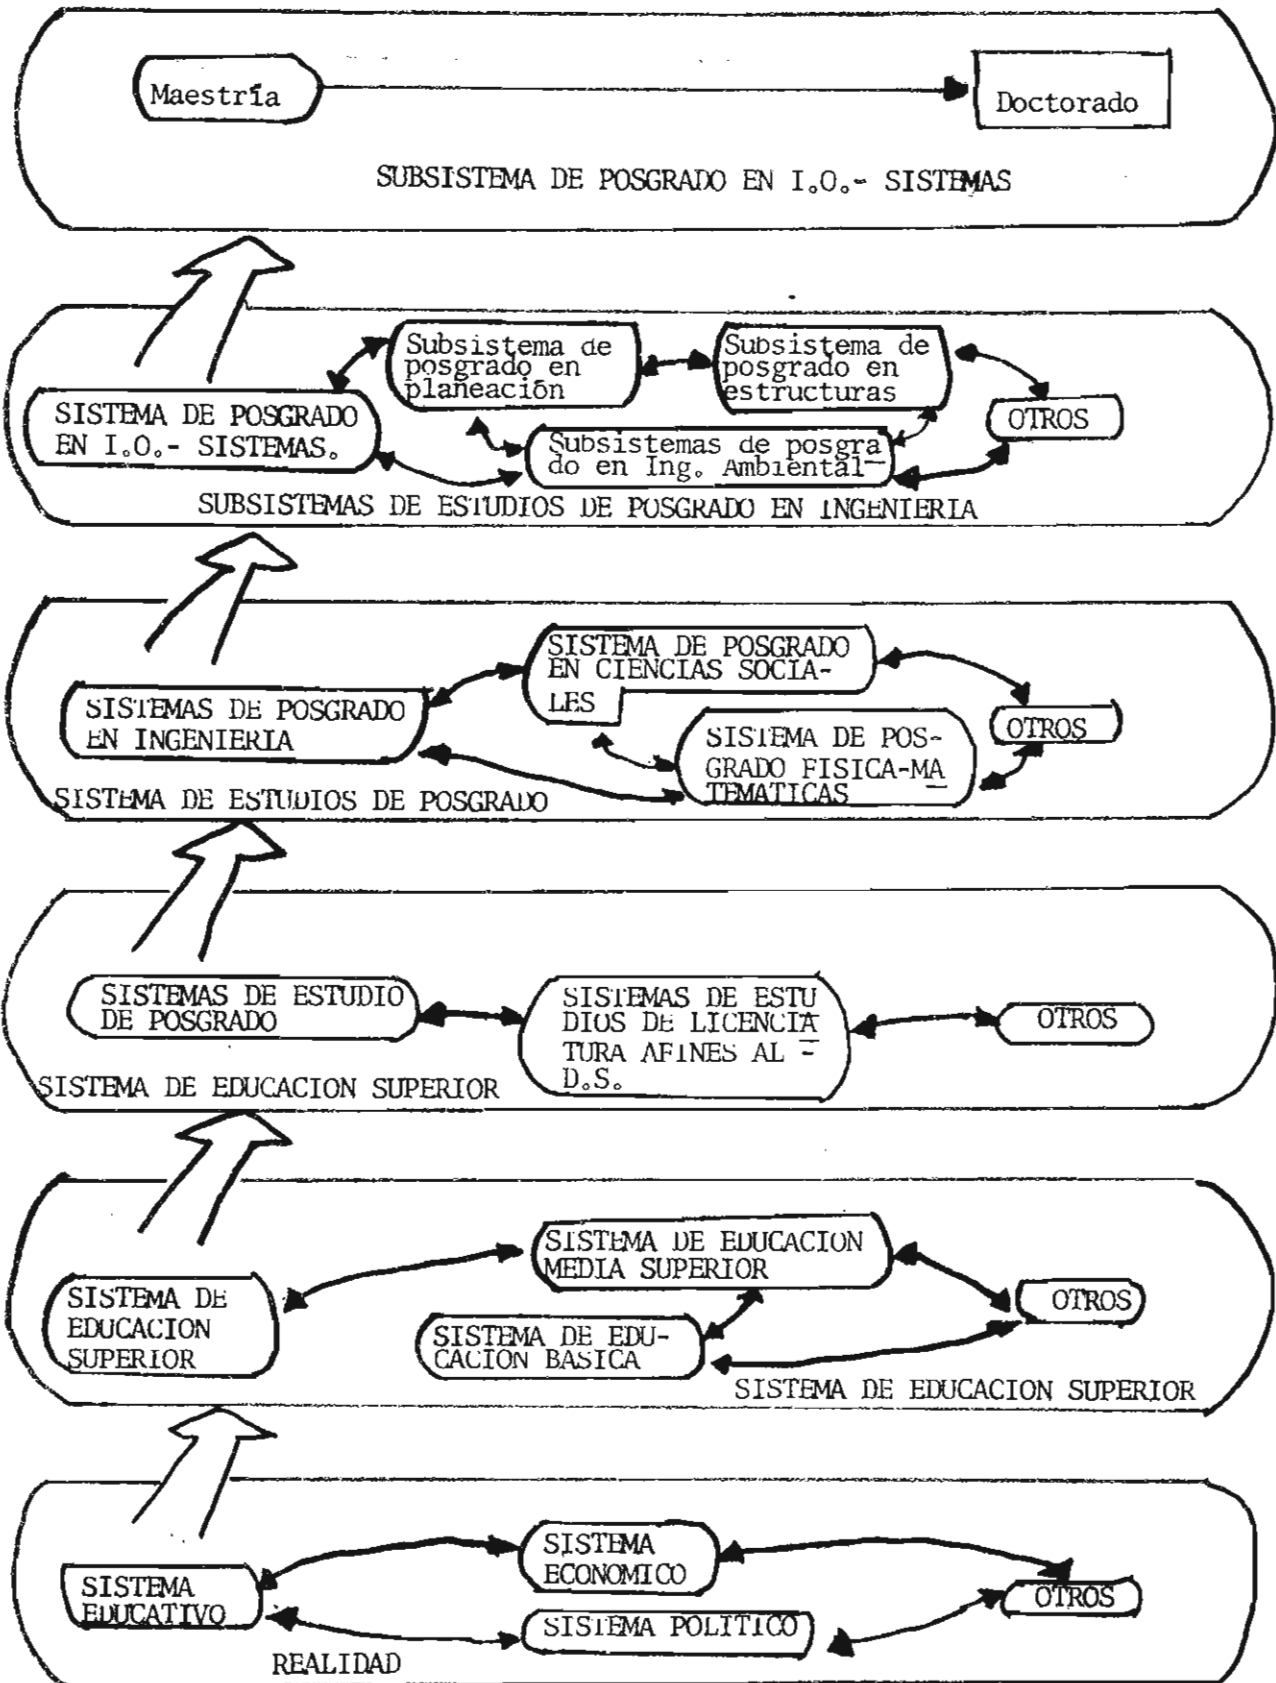 Maestría
Doctorado
SUBSISTEMA DE POSGRADO EN I.O.- SISTEMAS
Subsistema de
posgrado en
planeación
Subsistema de
posgrado en
estructuras
SISTEMA DE POSGRADO
EN I.O.- SISTEMAS.
OTROS
Subsistemas de posgra
do en Ing. Ambiental
SUBSISTEMAS DE ESTUDIOS DE POSGRADO EN INGENIERIA
SISTEMA DE POSGRADO
EN CIENCIAS SOCIA-
LES
SISTEMAS DE POSGRADO
EN INGENIERIA
OTROS
SISTEMA DE POS-
GRADO FISICA-MA
TEMATICAS
SISTEMA DE ESTUDIOS DE POSGRADO
SISTEMAS DE ESTUDIO
DE POSGRADO
SISTEMAS DE ESTU
DIOS DE LICENCIA
TURA AFINES AL -
D.S.
OTROS
SISTEMA DE EDUCACION SUPERIOR
SISTEMA DE EDUCACION
MEDIA SUPERIOR
SISTEMA DE
EDUCACION
SUPERIOR
OTROS
SISTEMA DE EDU-
CACION BASICA
SISTEMA DE EDUCACION SUPERIOR
SISTEMA
ECONOMICO
SISTEMA
EDUCATIVO
OTROS
SISTEMA POLITICO
REALIDAD